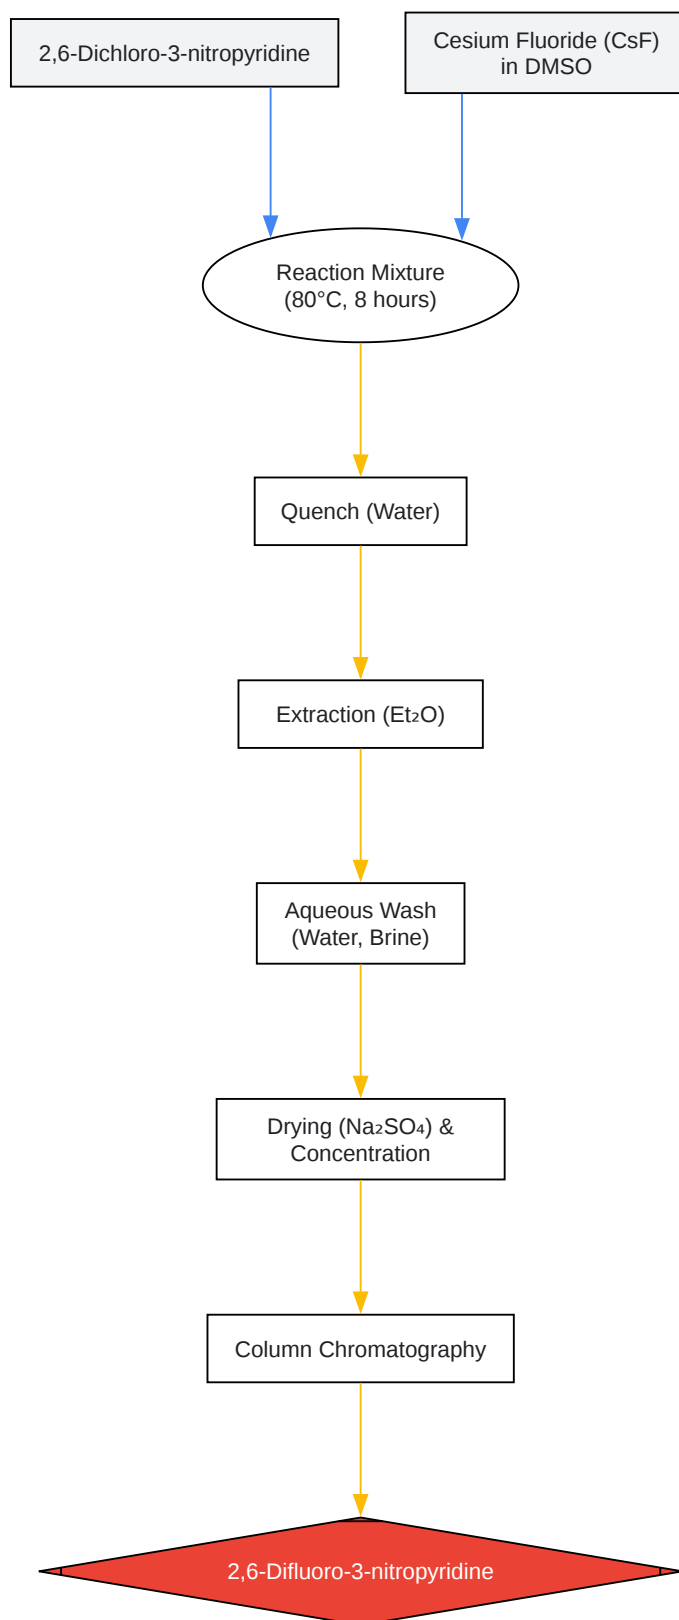 2,6-Dichloro-3-nitropyridine
Cesium Fluoride (CsF)
in DMSO
Reaction Mixture
(80°C, 8 hours)
Quench (Water)
Extraction (Et₂O)
Aqueous Wash
(Water, Brine)
Drying (Na₂SO₄) &
Concentration
Column Chromatography
2,6-Difluoro-3-nitropyridine